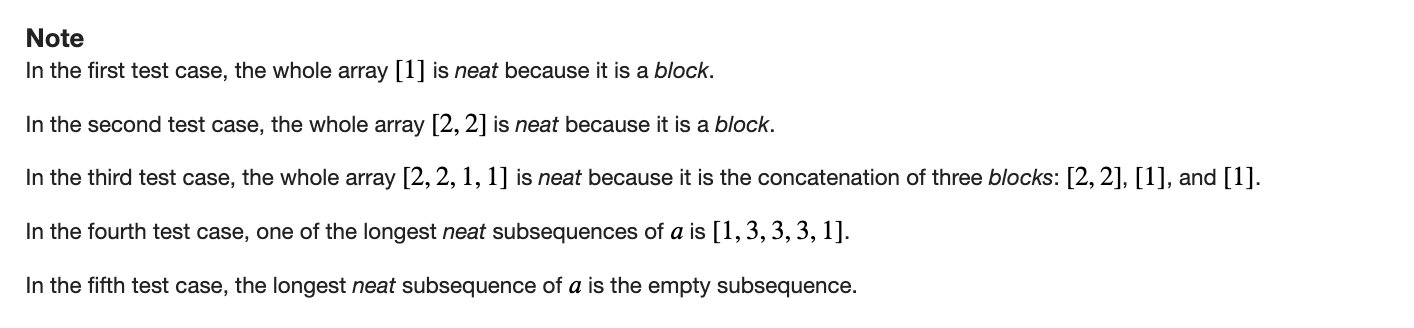 Note
In the first test case, the whole array [1] is neat because it is a block.
In the second test case, the whole array [2, 2] is neat because it is a block.
In the third test case, the whole array [2, 2, 1, 1] is neat because it is the concatenation of three blocks: [2, 2], [1], and [1].
In the fourth test case, one of the longest neat subsequences of a is [1, 3, 3, 3, 1].
In the fifth test case, the longest neat subsequence of a is the empty subsequence.